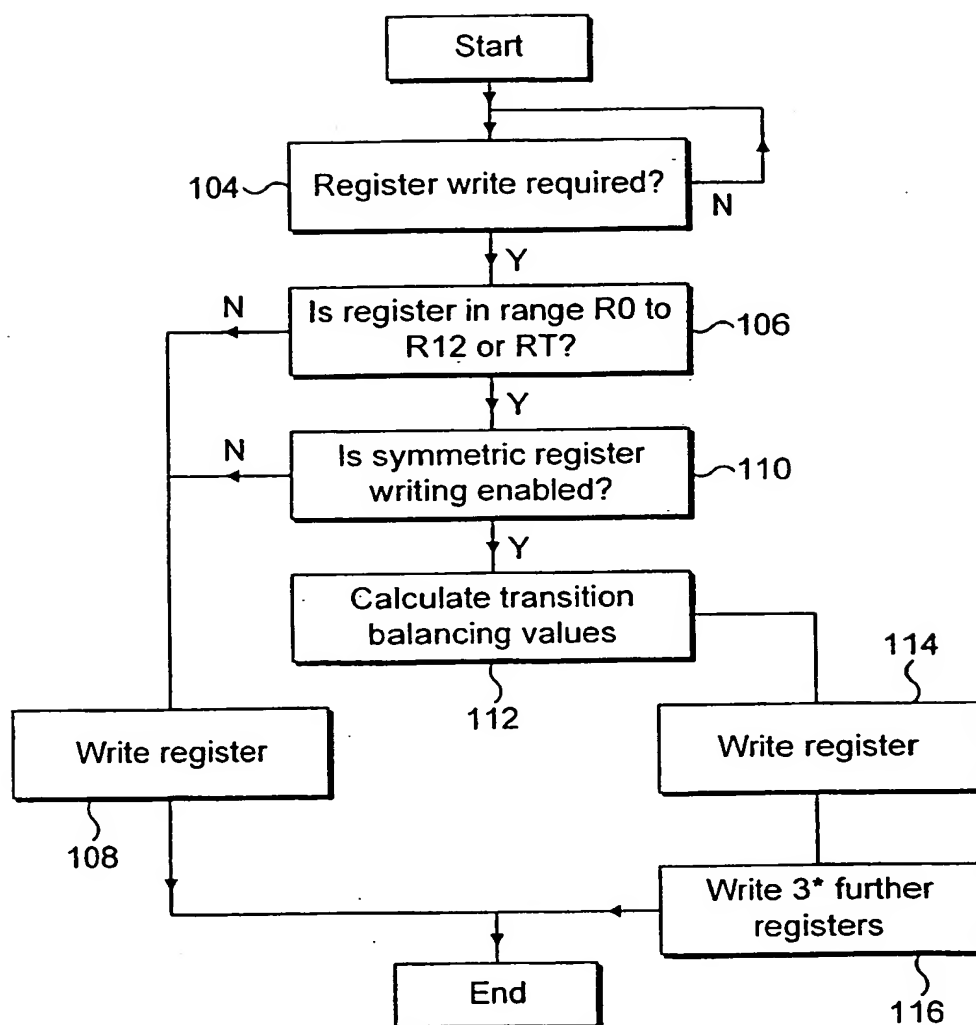 Start
104
Register write required?
N
Y
N
Is register in range R0 to
R12 or RT?
106
Y
N
Is symmetric register
writing enabled?
110
Y
Calculate transition
balancing values
112
114
Write register
108
Write register
Write 3* further
registers
116
End